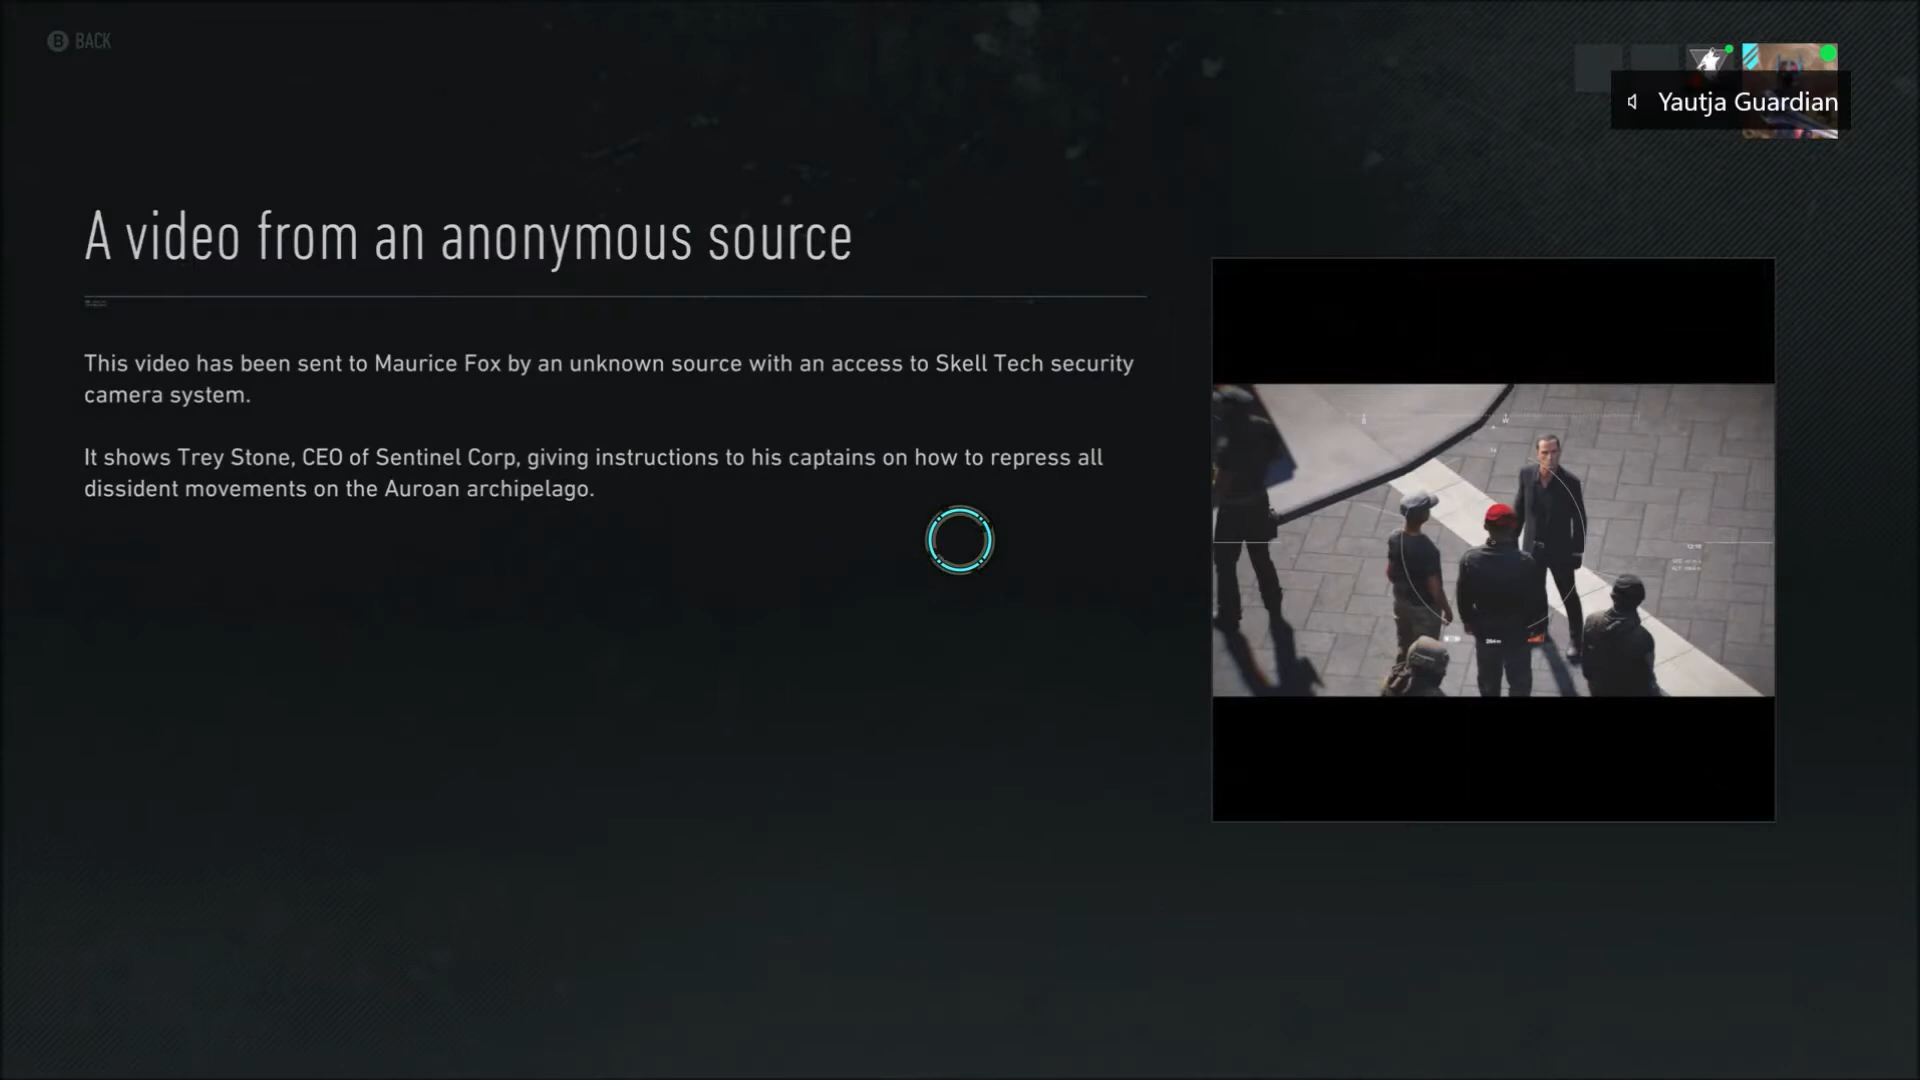 B BACK
Yautja Guardian
A video from an anonymous source
This video has been sent to Maurice Fox by an unknown source with an access to Skell Tech security
camera system.
It shows Trey Stone, CEO of Sentinel Corp, giving instructions to his captains on how to repress all
dissident movements on the Auroan archipelago.
W